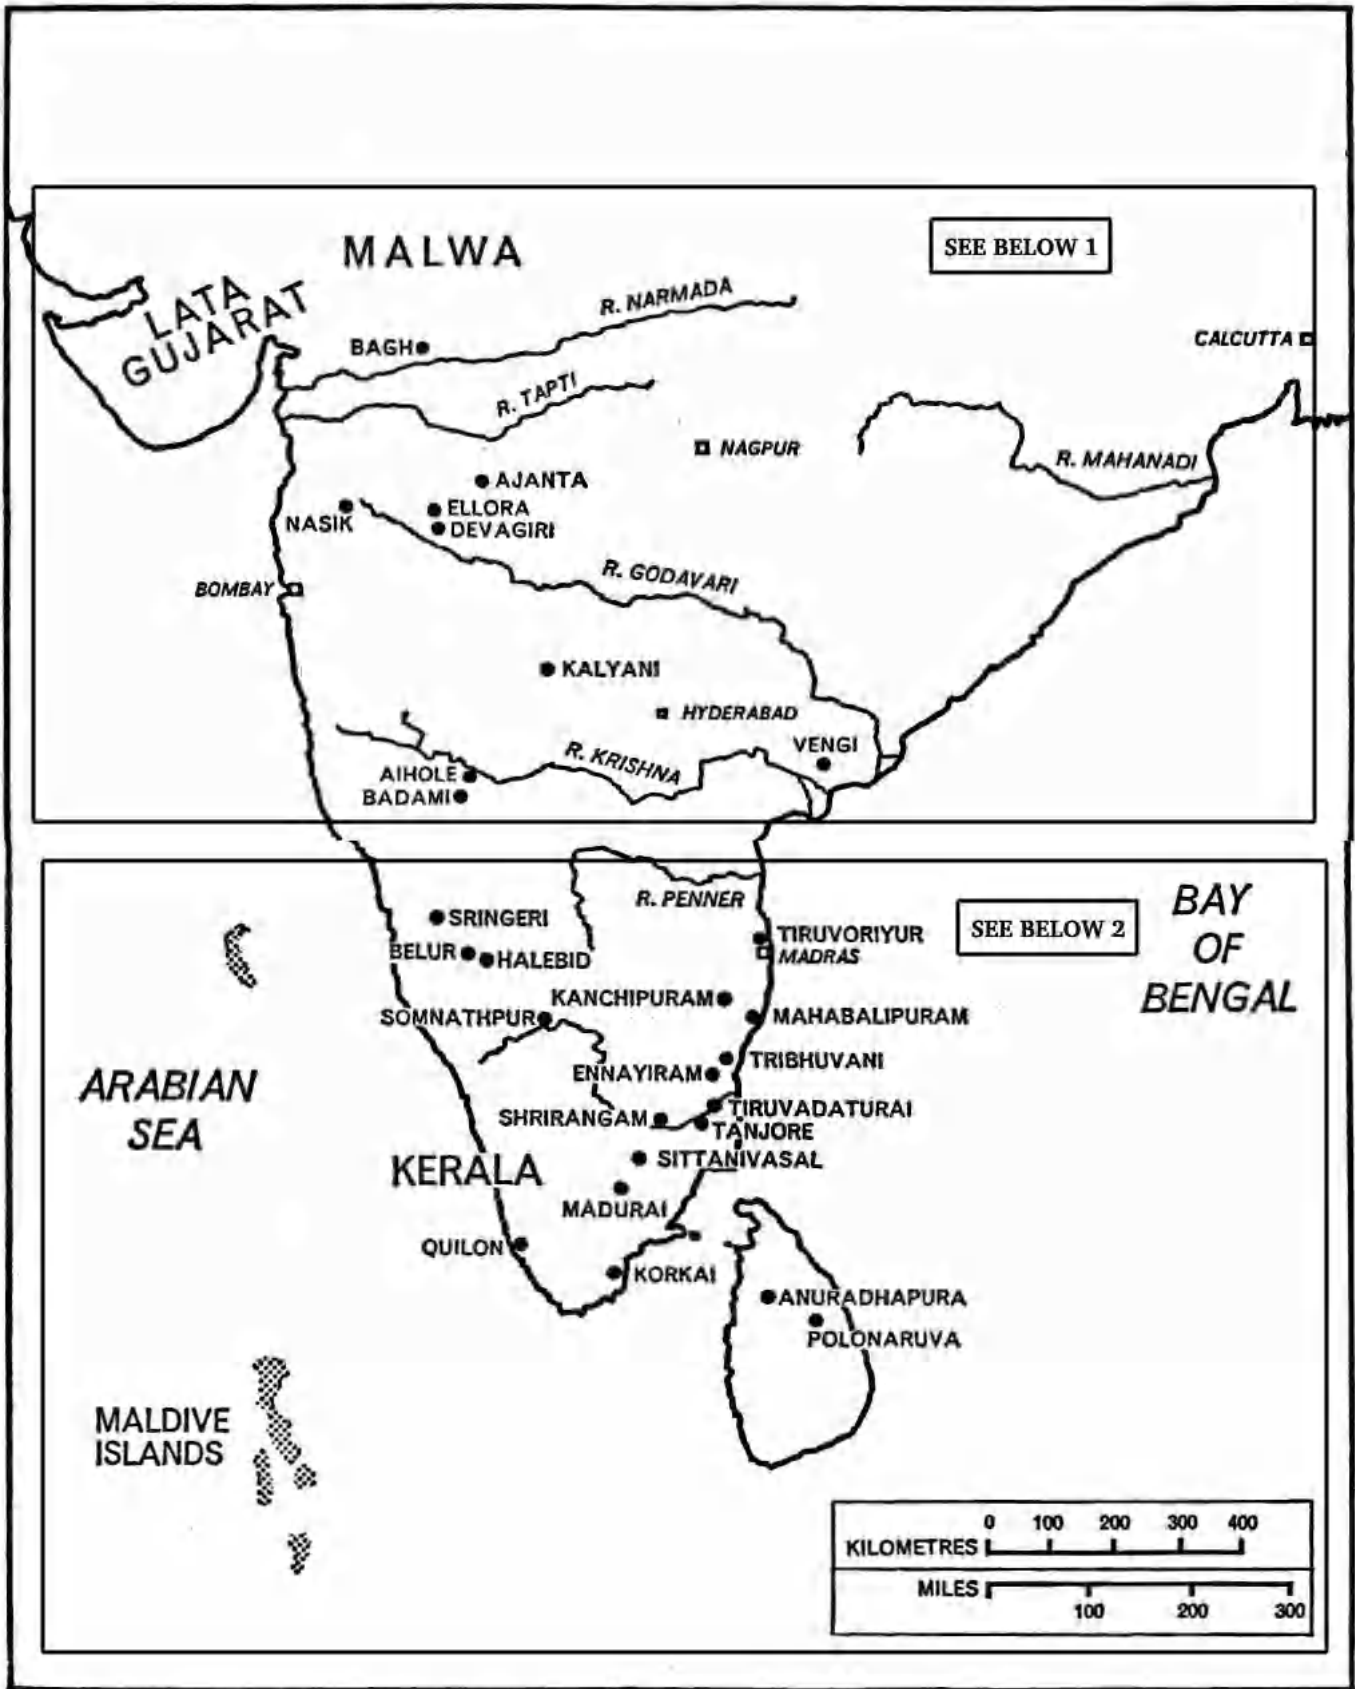 SEE BELOW 1
MALWA
LATA
GUJARAT
R. NARMADA
CALCUTTA
BAGH
R. TAPTI
NAGPUR
R. MAHANADI
AJANTA
ELLORA
NASIK
DEVAGIRI
R. GODAVARI
BOMBAY
KALYANI
HYDERABAD
VENGI
R. KRISHNA
AIHOLE
BADAMI
R. PENNER
BAY
OF
BENGAL
SEE BELOW 2
SRINGERI
TIRUVORIYUR
BELUR
HALEBID
MADRAS
KANCHIPURAM
SOMNATHPUR
MAHABALIPURAM
TRIBHUVANI
ENNAYIRAM
ARABIAN
SEA
SHRIRANGAM
TIRUVADATURAI
TANJORE
KERALA
SITTANIVASAL
MADURAI
QUILON
KORKAI
ANURADHAPURA
POLONARUVA
MALDIVE
ISLANDS
0 100 200 300 400
KILOMETRES
MILES
100 200 300